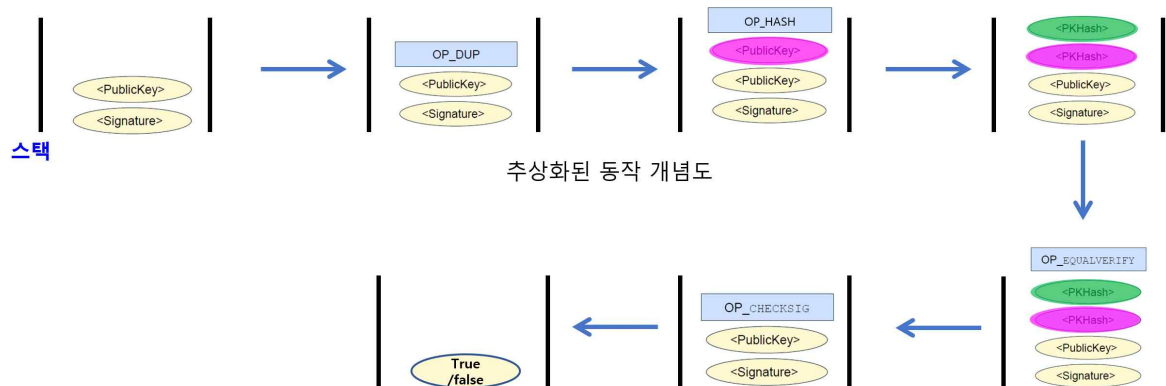 <PublicKey>
<Signature>
스택
OP_DUP
<PublicKey>
<Signature>
OP_HASH
<PublicKey>
<PublicKey>
<Signature>
<PKHash>
<PKHash>
<PublicKey>
<Signature>
추상화된 동작 개념도
OP_EQUALVERIFY
<PKHash>
<PKHash>
<PublicKey>
<Signature>
OP_CHECKSIG
<PublicKey>
<Signature>
True
/false